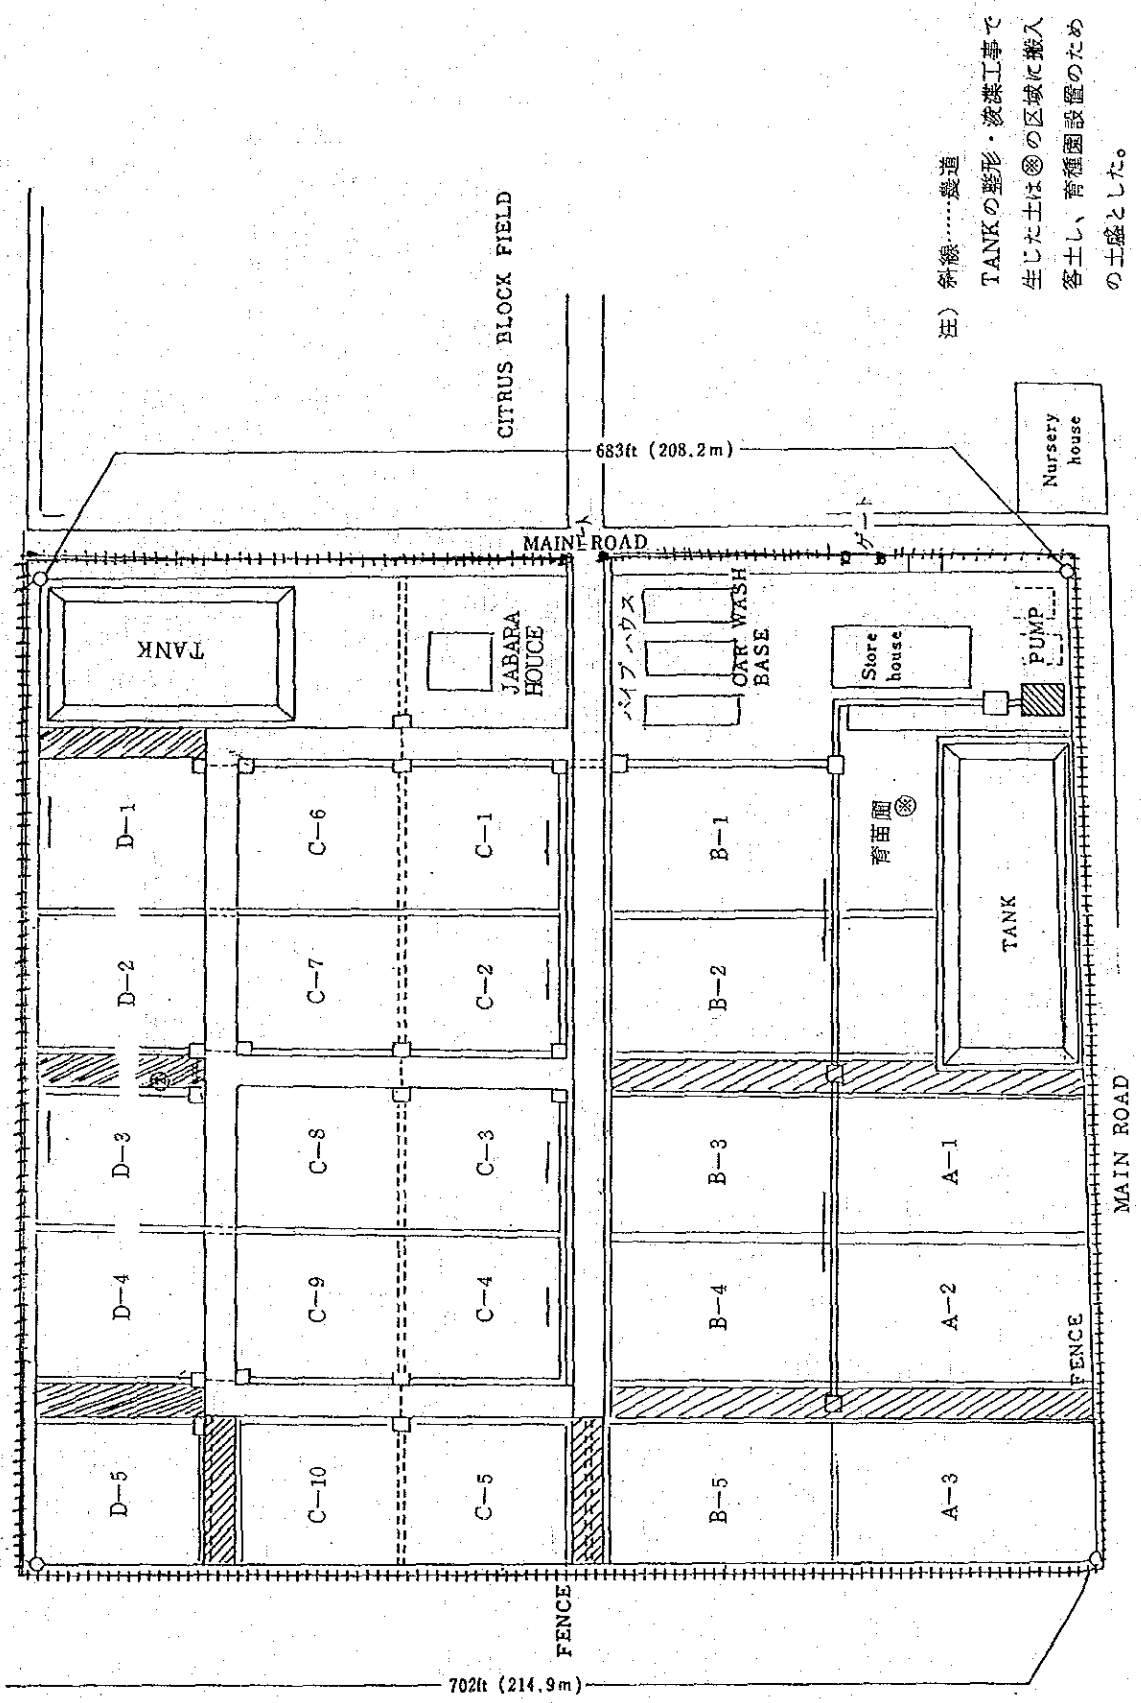 CITRUS BLOCK FIELD
683ft (208.2m)
MAIN ROAD
ゲート
Nursery
house
TANK
JABARA
HOUCE
パイプハウス
CAR WASH
BASE
Store
house
PUMP
D-1
C-6
C-1
B-1
育苗圃
※
TANK
D-2
C-7
C-2
B-2
D-3
C-8
C-3
B-3
A-1
D-4
C-9
C-4
B-4
A-2
D-5
C-10
C-5
B-5
A-3
FENCE
MAIN ROAD
FENCE
702ft (214.9m)
注) 斜線……農道
TANKの整形・浚渫工事で
生じた土は※の区域に搬入
客土し、育種園設置のため
の土盛とした。